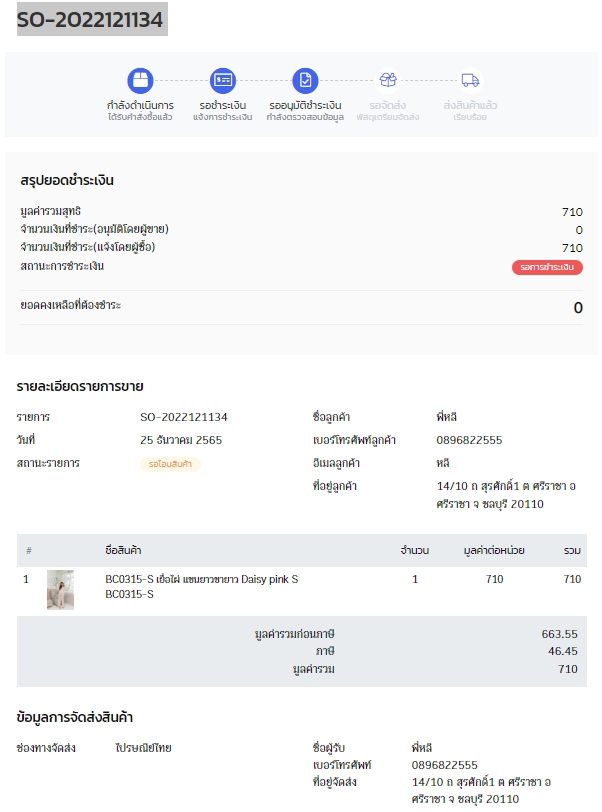 SO-2022121134
กำลังดำเนินการ
ได้รับคำสั่งซื้อแล้ว
รอชำระเงิน
แจ้งการชำระเงิน
รออนุมัติชำระเงิน
กำลังตรวจสอบข้อมูล
รอจัดส่ง
พัสดุเตรียมจัดส่ง
ส่งสินค้าแล้ว
เรียบร้อย
สรุปยอดชำระเงิน
มูลค่ารวมสุทธิ 710
จำนวนเงินที่ชำระ(อนุมัติโดยผู้ขาย) 0
จำนวนเงินที่ชำระ(แจ้งโดยผู้ซื้อ) 710
สถานะการชำระเงิน รอการชำระเงิน
ยอดคงเหลือที่ต้องชำระ 0
รายละเอียดรายการขาย
รายการ SO-2022121134
วันที่ 25 ธันวาคม 2565
สถานะรายการ รอโอนสินค้า
ชื่อลูกค้า พี่หลี
เบอร์โทรศัพท์ลูกค้า 0896822555
อีเมลลูกค้า หลี
ที่อยู่ลูกค้า 14/10 ถ สุรศักดิ์1 ต ศรีราชา อ
ศรีราชา จ ชลบุรี 20110
# ชื่อสินค้า จำนวน มูลค่าต่อหน่วย รวม
1 BC0315-S เยื่อไผ่ แขนยาวขายาว Daisy pink S 1 710 710
BC0315-S
มูลค่ารวมก่อนภาษี 663.55
ภาษี 46.45
มูลค่ารวม 710
ข้อมูลการจัดส่งสินค้า
ช่องทางจัดส่ง ไปรษณีย์ไทย
ชื่อผู้รับ พี่หลี
เบอร์โทรศัพท์ 0896822555
ที่อยู่จัดส่ง 14/10 ถ สุรศักดิ์1 ต ศรีราชา อ
ศรีราชา จ ชลบุรี 20110